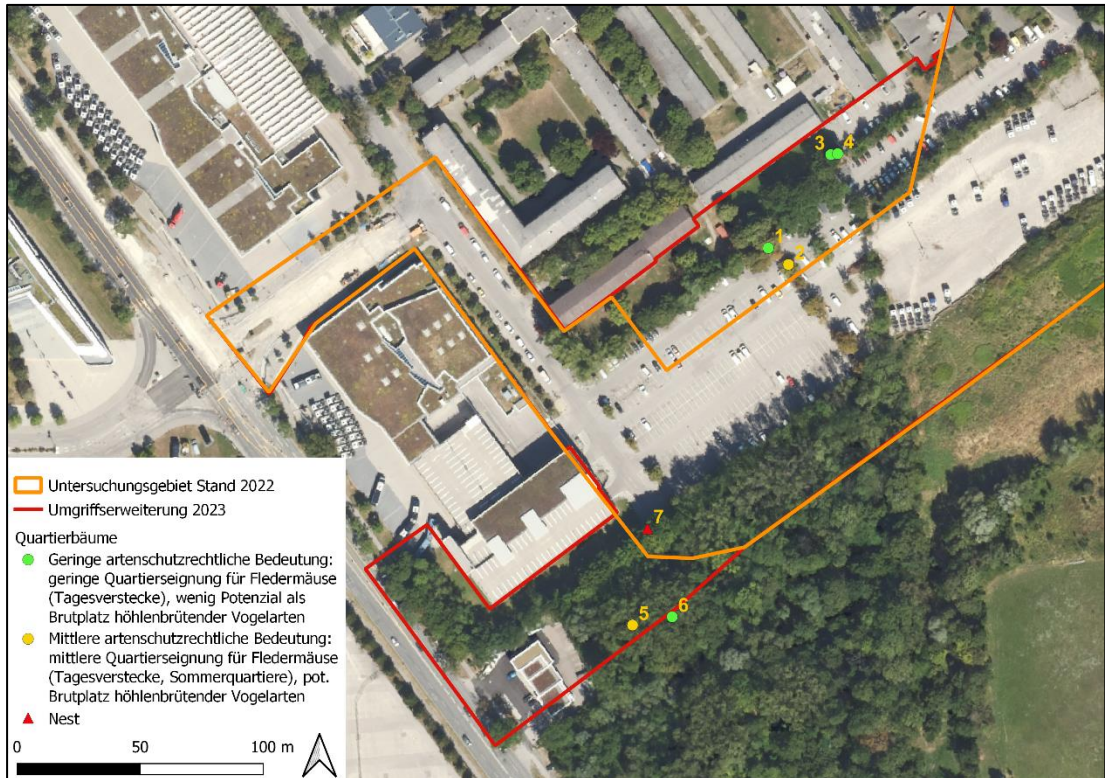 3 4
1
2
7
5 6
Untersuchungsgebiet Stand 2022
Umgriffserweiterung 2023
Quartierbäume
Geringe artenschutzrechtliche Bedeutung:
geringe Quartierseignung für Fledermäuse
(Tagesverstecke), wenig Potenzial als
Brutplatz höhlenbrütender Vogelarten
Mittlere artenschutzrechtliche Bedeutung:
mittlere Quartierseignung für Fledermäuse
(Tagesverstecke, Sommerquartiere), pot.
Brutplatz höhlenbrütender Vogelarten
Nest
0 50 100 m